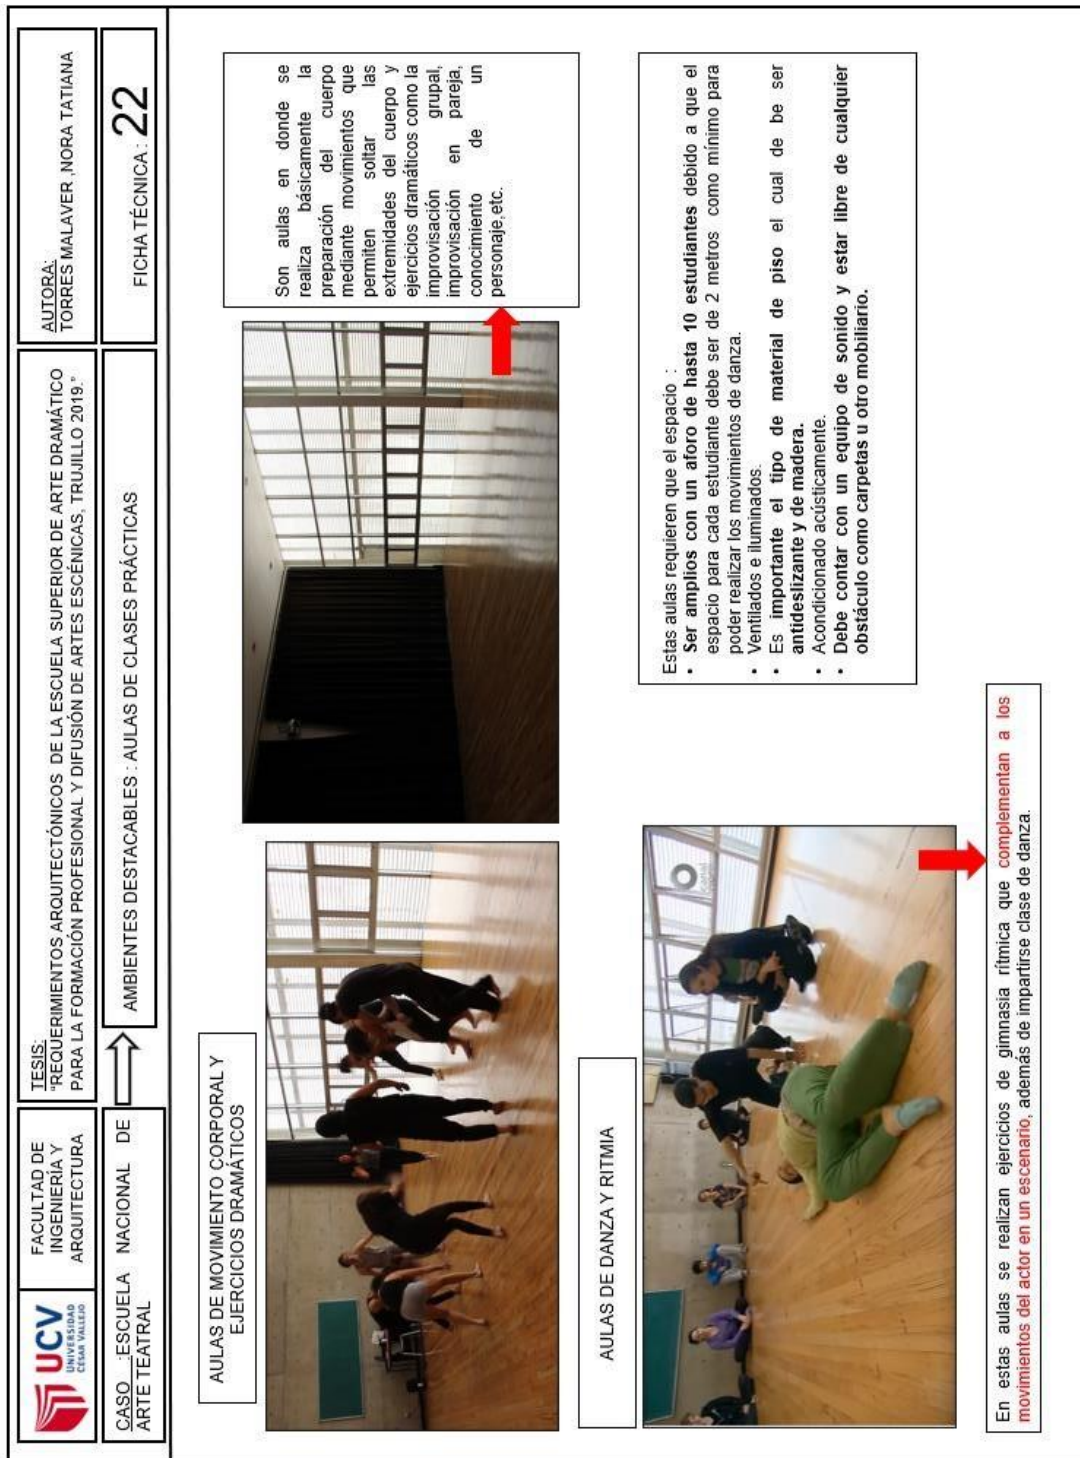 UCV
UNIVERSIDAD
CÉSAR VALLEJO
FACULTAD DE
INGENIERÍA Y
ARQUITECTURA
TESIS:
"REQUERIMIENTOS ARQUITECTÓNICOS DE LA ESCUELA SUPERIOR DE ARTE DRAMÁTICO
PARA LA FORMACIÓN PROFESIONAL Y DIFUSIÓN DE ARTES ESCÉNICAS, TRUJILLO 2019."
AUTORA:
TORRES MALAVER ,NORA TATIANA
CASO :ESCUELA NACIONAL DE
ARTE TEATRAL
AMBIENTES DESTACABLES : AULAS DE CLASES PRÁCTICAS
FICHA TÉCNICA : 22
AULAS DE MOVIMIENTO CORPORAL Y
EJERCICIOS DRAMÁTICOS
Son aulas en donde se
realiza básicamente la
preparación del cuerpo
mediante movimientos que
permiten soltar las
extremidades del cuerpo y
ejercicios dramáticos como la
improvisación grupal,
improvisación en pareja,
conocimiento de un
personaje,etc.
AULAS DE DANZA Y RITMIA
canal
Estas aulas requieren que el espacio :
• Ser amplios con un aforo de hasta 10 estudiantes debido a que el
espacio para cada estudiante debe ser de 2 metros como mínimo para
poder realizar los movimientos de danza.
• Ventilados e iluminados.
• Es importante el tipo de material de piso el cual de be ser
antideslizante y de madera.
• Acondicionado acústicamente.
• Debe contar con un equipo de sonido y estar libre de cualquier
obstáculo como carpetas u otro mobiliario.
En estas aulas se realizan ejercicios de gimnasia rítmica que complementan a los
movimientos del actor en un escenario, además de impartirse clase de danza.